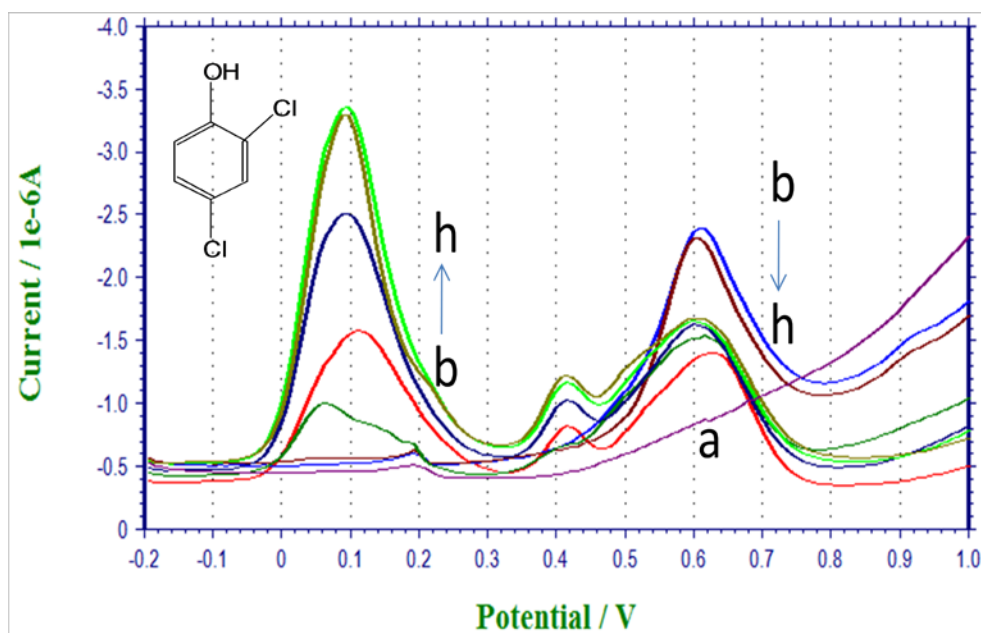 -4.0
-3.5
-3.0
-2.5
-2.0
-1.5
-1.0
-0.5
0
Current / 1e-6A
OH
Cl
Cl
h
b
b
h
a
-0.2 -0.1 0 0.1 0.2 0.3 0.4 0.5 0.6 0.7 0.8 0.9 1.0
Potential / V